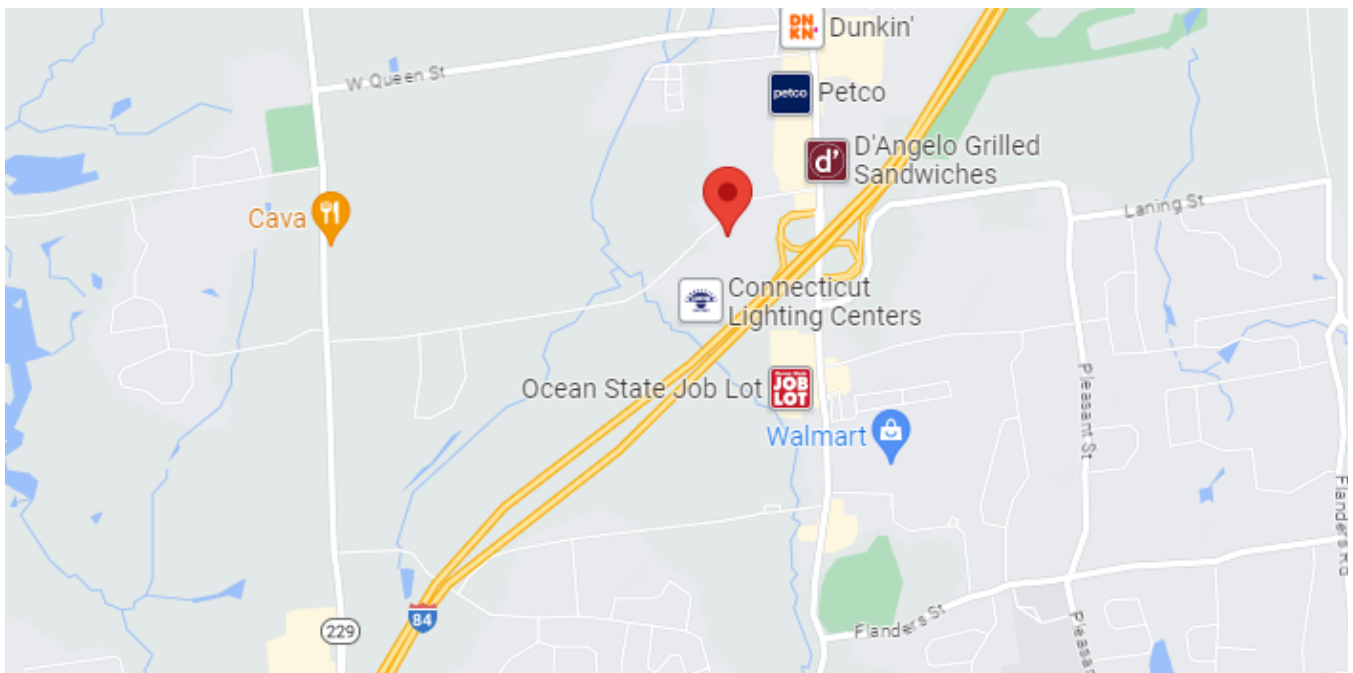 DN
KN'
Dunkin'
W Queen St
petco
Petco
d'
D'Angelo Grilled
Sandwiches
Laning St
Cava
Connecticut
Lighting Centers
Pleasant St
Ocean State Job Lot
JOB
LOT
Walmart
Flanders Rd
84
229
Flanders St
Pleasan